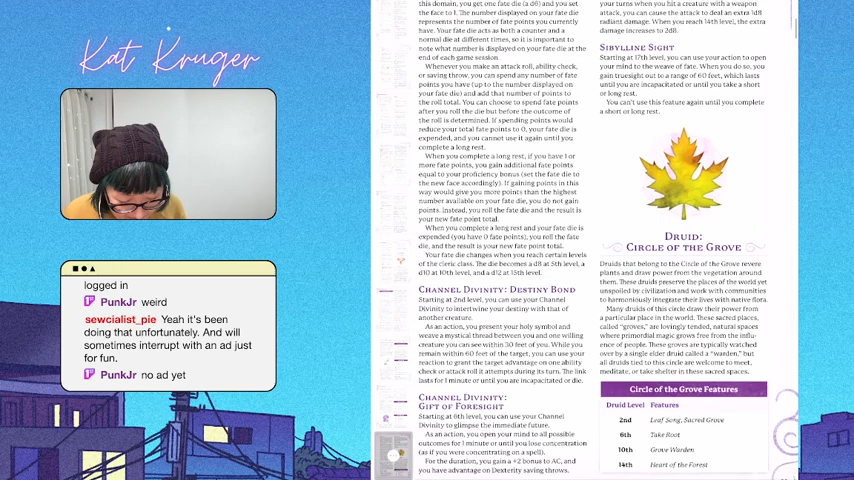 Kat Kruger
logged in
PunkJr weird
sewcialist_pie Yeah it's been
doing that unfortunately. And will
sometimes interrupt with an ad just
for fun.
PunkJr no ad yet
this domain, you get one fate die (a d6) and you set
the face to 1. The number displayed on your fate die
represents the number of fate points you currently
have. Your fate die acts as both a counter and a
normal die at different times, so it is important to
note what number is displayed on your fate die at the
end of each game session.
Whenever you make an attack roll, ability check,
or saving throw, you can spend any number of fate
points you have (up to the number displayed on
your fate die) and add that number of points to
the roll total. You can choose to spend fate points
after you roll the die but before the outcome of
the roll is determined. If spending points would
reduce your total fate points to 0, your fate die is
expended, and you cannot use it again until you
complete a long rest.
When you complete a long rest, if you have 1 or
more fate points, you gain additional fate points
equal to your proficiency bonus (set the fate die to
the new face accordingly). If gaining points in this
way would give you more points than the highest
number available on your fate die, you do not gain
points. Instead, you roll the fate die and the result is
your new fate point total.
When you complete a long rest and your fate die is
expended (you have 0 fate points), you roll the fate
die, and the result is your new fate point total.
Your fate die changes when you reach certain levels
of the cleric class. The die becomes a d8 at 5th level, a
d10 at 10th level, and a d12 at 15th level.
Channel Divinity: Destiny Bond
Starting at 2nd level, you can use your Channel
Divinity to intertwine your destiny with that of
another creature.
As an action, you present your holy symbol and
weave a mystical thread between you and one willing
creature you can see within 30 feet of you. While you
remain within 60 feet of the target, you can use your
reaction to grant the target advantage on one ability
check or attack roll it attempts during its turn. The link
lasts for 1 minute or until you are incapacitated or die.
Channel Divinity:
Gift of Foresight
Starting at 6th level, you can use your Channel
Divinity to glimpse the immediate future.
As an action, you open your mind to all possible
outcomes for 1 minute or until you lose concentration
(as if you were concentrating on a spell).
For the duration, you gain a +2 bonus to AC, and
you have advantage on Dexterity saving throws.
your turns when you hit a creature with a weapon
attack, you can cause the attack to deal an extra 1d8
radiant damage. When you reach 14th level, the extra
damage increases to 2d8.
Sibylline Sight
Starting at 17th level, you can use your action to open
your mind to the weave of fate. When you do so, you
gain truesight out to a range of 60 feet, which lasts
until you are incapacitated or until you take a short
or long rest.
You can't use this feature again until you complete
a short or long rest.
Druid:
Circle of the Grove
Druids that belong to the Circle of the Grove revere
plants and draw power from the vegetation around
them. These druids preserve the places of the world yet
unspoiled by civilization and work with communities
to harmoniously integrate their lives with native flora.
Many druids of this circle draw their power from
a particular place in the world. These sacred places,
called "groves," are lovingly tended, natural spaces
where primordial magic grows free from the influ-
ence of people. These groves are typically watched
over by a single elder druid called a "warden," but
all druids tied to this circle are welcome to meet,
meditate, or take shelter in these sacred spaces.
Circle of the Grove Features
Druid Level Features
2nd Leaf Song, Sacred Grove
6th Take Root
10th Grove Warden
14th Heart of the Forest